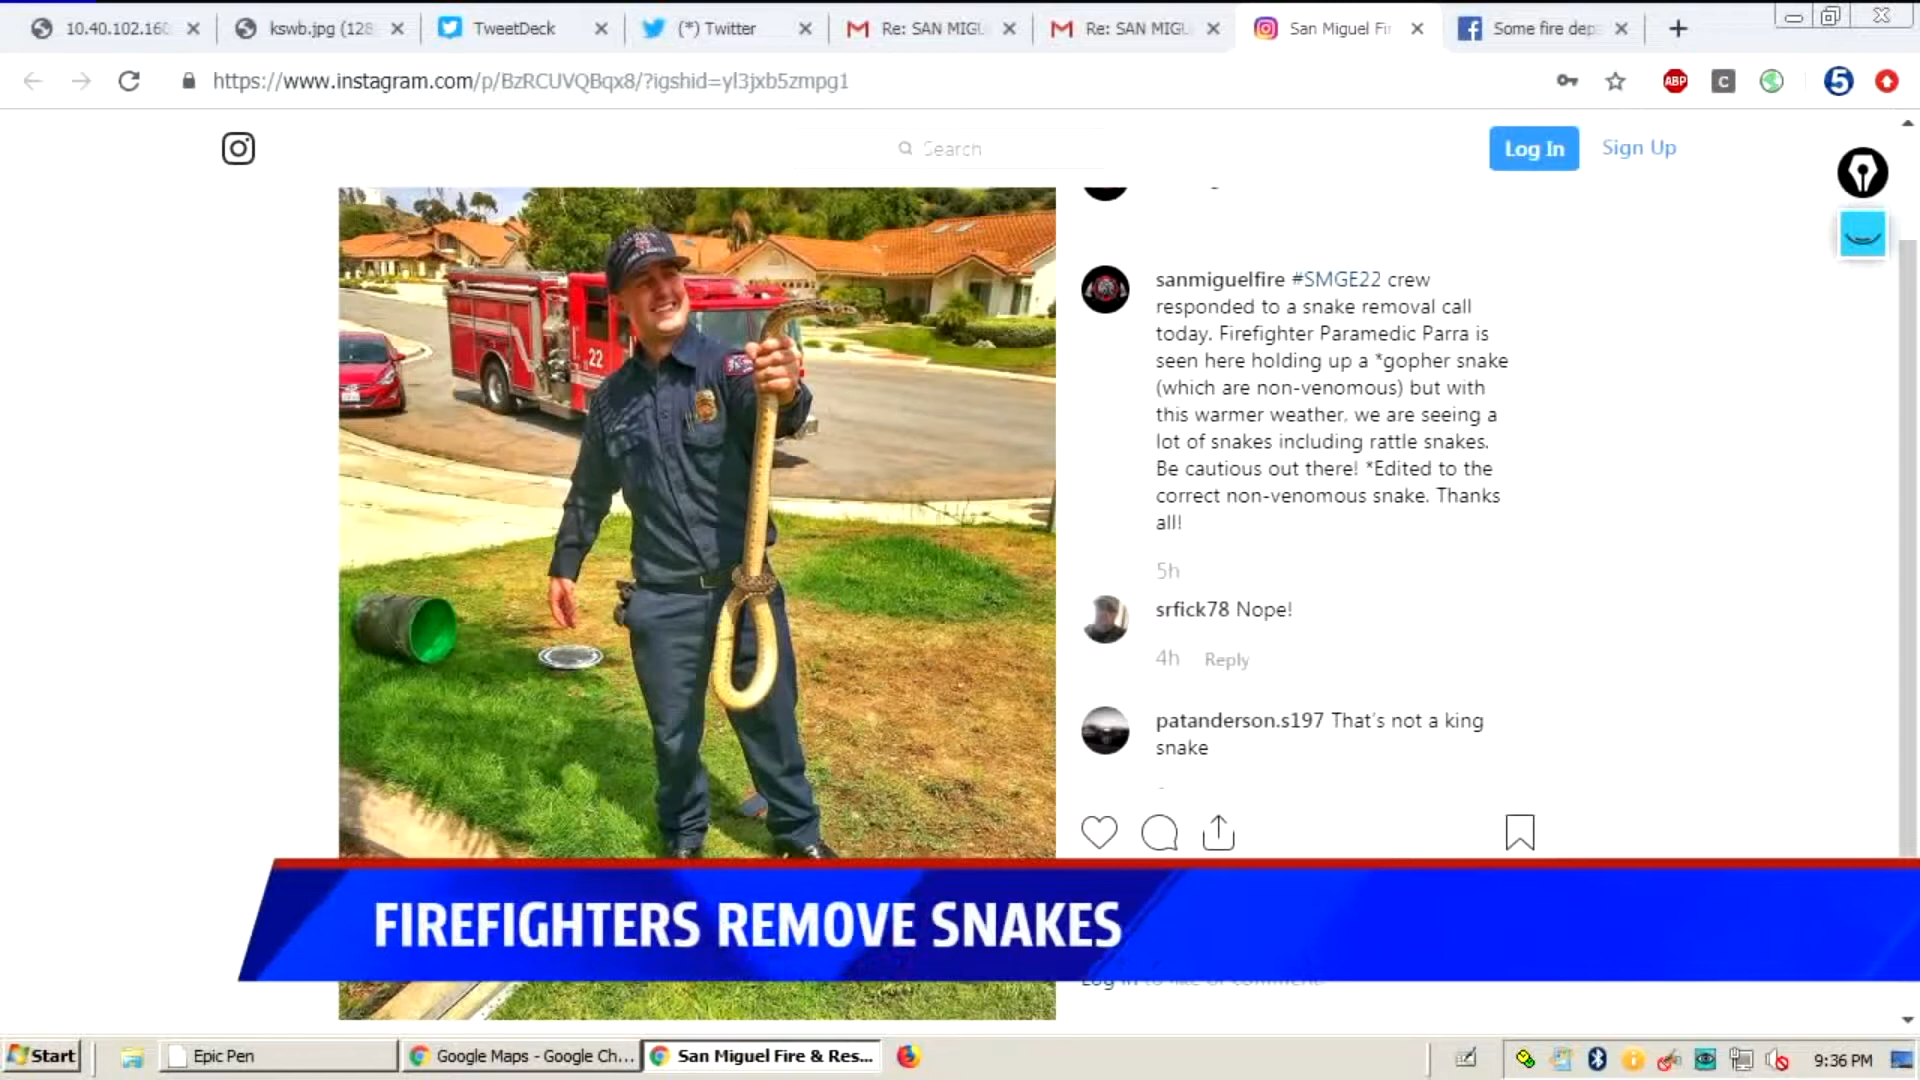 10.40.102.160
kswb.jpg (128
TweetDeck
(*) Twitter
Re: SAN MIGU
Re: SAN MIGU
San Miguel Fir
Some fire dep
https://www.instagram.com/p/BzRCUVQBqx8/?igshid=yl3jxb5zmpg1
ABP
C
5
Search
Log In
Sign Up
22
sanmiguelfire #SMGE22 crew
responded to a snake removal call
today. Firefighter Paramedic Parra is
seen here holding up a *gopher snake
(which are non-venomous) but with
this warmer weather, we are seeing a
lot of snakes including rattle snakes.
Be cautious out there! *Edited to the
correct non-venomous snake. Thanks
all!
5h
srfick78 Nope!
4h Reply
patanderson.s197 That's not a king
snake
FIREFIGHTERS REMOVE SNAKES
Start
Epic Pen
Google Maps - Google Ch...
San Miguel Fire & Res...
9:36 PM